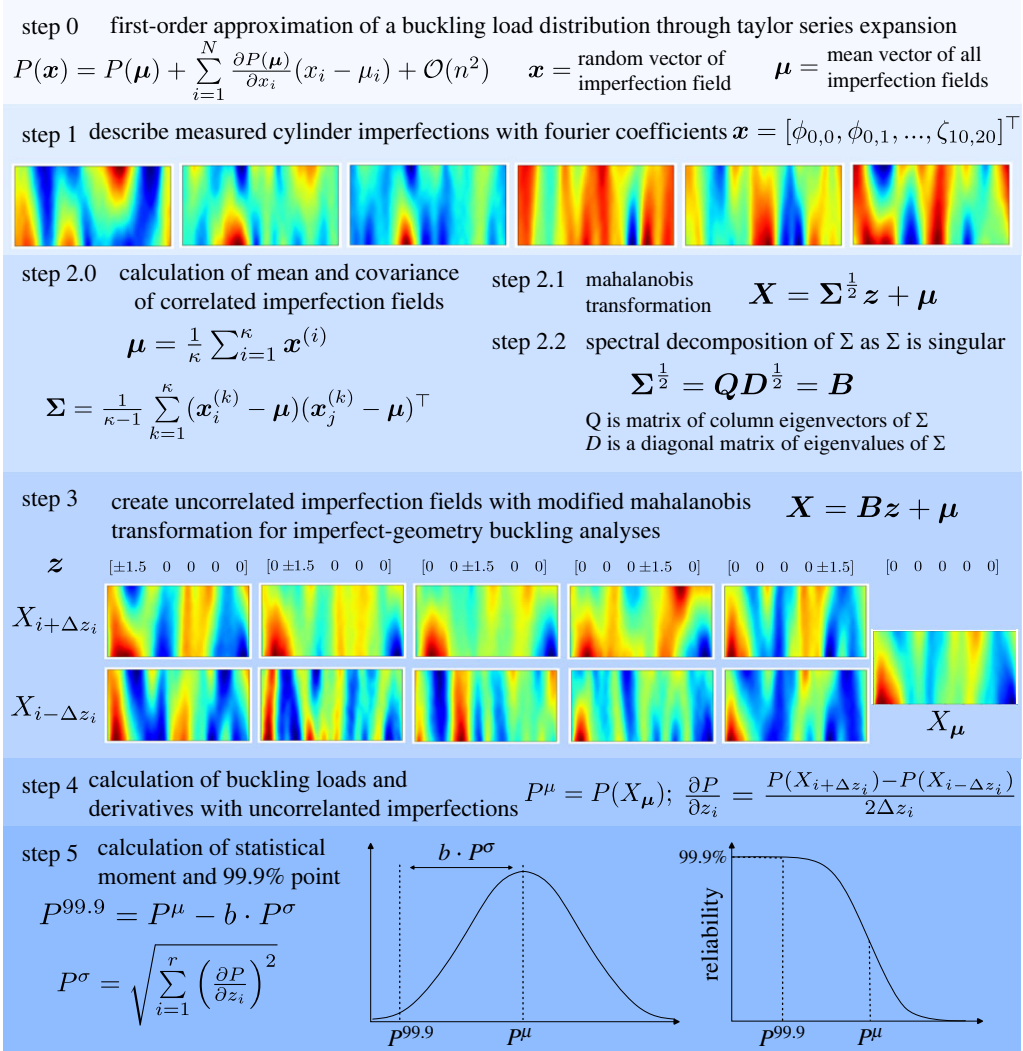 step 0 first-order approximation of a buckling load distribution through taylor series expansion
P(x) = P(μ) + ∑_{i=1}^{N} ∂P(μ)/∂x_i (x_i − μ_i) + O(n²)
x = random vector of imperfection field
μ = mean vector of all imperfection fields
step 1 describe measured cylinder imperfections with fourier coefficients x = [ϕ_{0,0}, ϕ_{0,1}, ..., ζ_{10,20}]^⊤
step 2.0 calculation of mean and covariance
of correlated imperfection fields
μ = 1/κ ∑_{i=1}^{κ} x^{(i)}
Σ = 1/(κ−1) ∑_{k=1}^{κ} (x_i^{(k)} − μ)(x_j^{(k)} − μ)^⊤
step 2.1 mahalanobis
transformation
X = Σ^{1/2} z + μ
step 2.2 spectral decomposition of Σ as Σ is singular
Σ^{1/2} = QD^{1/2} = B
Q is matrix of column eigenvectors of Σ
D is a diagonal matrix of eigenvalues of Σ
step 3 create uncorrelated imperfection fields with modified mahalanobis
transformation for imperfect-geometry buckling analyses
X = Bz + μ
z [±1.5 0 0 0 0] [0 ±1.5 0 0 0] [0 0 ±1.5 0 0] [0 0 0 ±1.5 0] [0 0 0 0 ±1.5] [0 0 0 0 0]
X_{i+Δz_i}
X_{i−Δz_i}
X_μ
step 4 calculation of buckling loads and
derivatives with uncorrelanted imperfections
P^μ = P(X_μ); ∂P/∂z_i = (P(X_{i+Δz_i})−P(X_{i−Δz_i}))/(2Δz_i)
step 5 calculation of statistical
moment and 99.9% point
P^{99.9} = P^μ − b · P^σ
P^σ = √(∑_{i=1}^{r} (∂P/∂z_i)²)
b · P^σ
P^{99.9} P^μ
99.9%
reliability
P^{99.9} P^μ